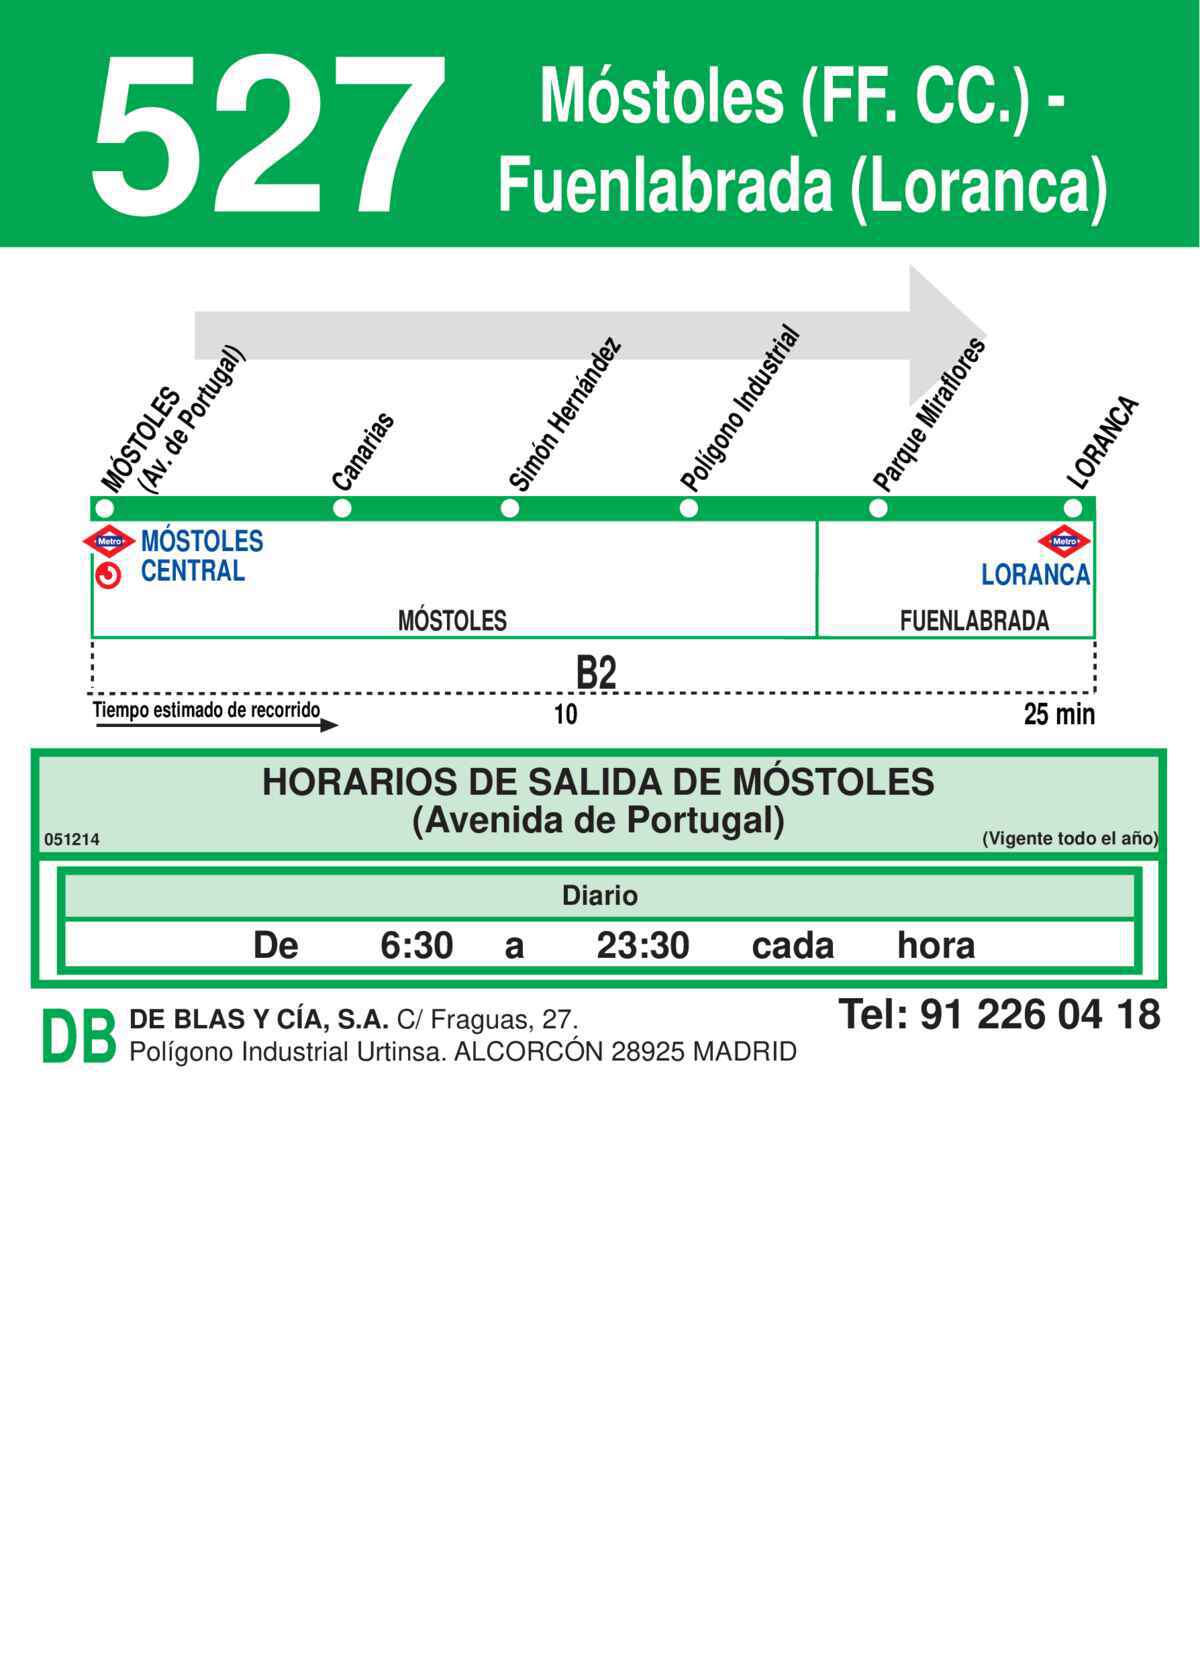 527
Móstoles (FF. CC.) -
Fuenlabrada (Loranca)
MÓSTOLES
(Av. de Portugal)
Canarias
Simón Hernández
Polígono Industrial
Parque Miraflores
LORANCA
Metro
MÓSTOLES
CENTRAL
Metro
LORANCA
MÓSTOLES
FUENLABRADA
B2
Tiempo estimado de recorrido
10
25 min
HORARIOS DE SALIDA DE MÓSTOLES
(Avenida de Portugal)
051214
(Vigente todo el año)
Diario
De 6:30 a 23:30 cada hora
DB
DE BLAS Y CÍA, S.A. C/ Fraguas, 27.
Polígono Industrial Urtinsa. ALCORCÓN 28925 MADRID
Tel: 91 226 04 18